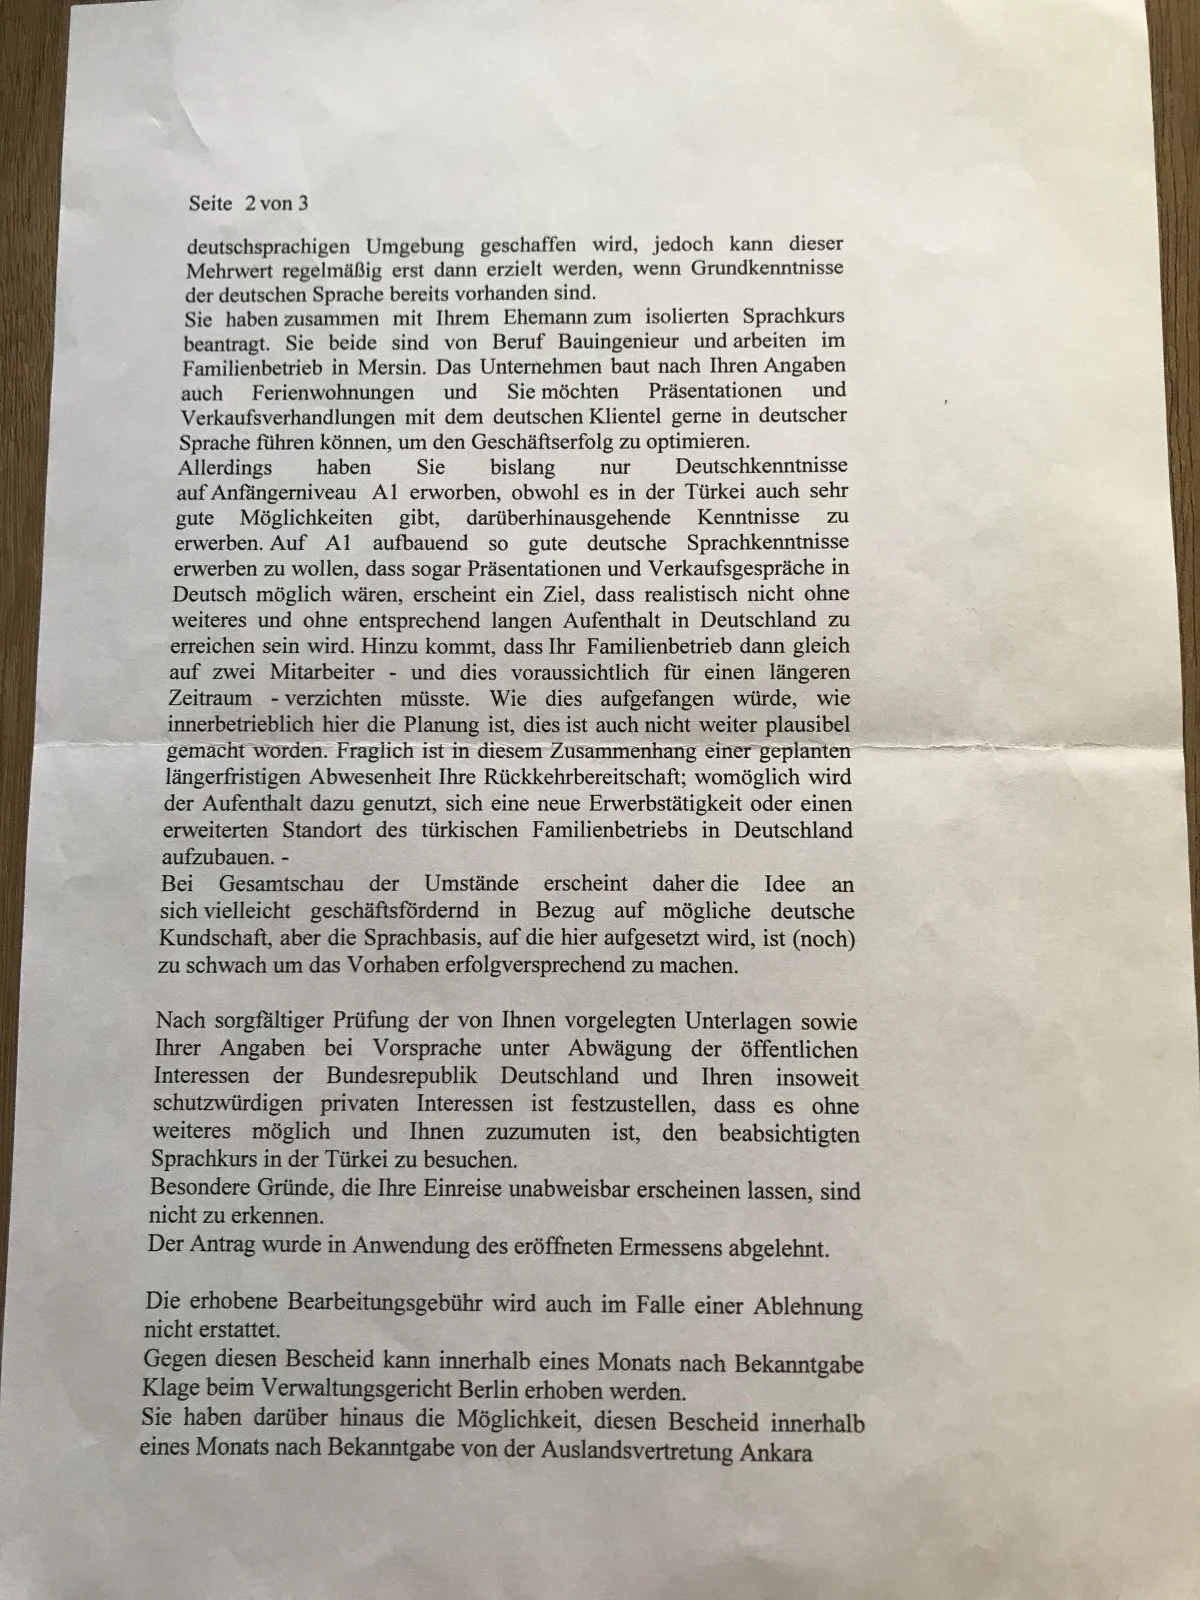 Seite 2 von 3
deutschsprachigen Umgebung geschaffen wird, jedoch kann dieser
Mehrwert regelmäßig erst dann erzielt werden, wenn Grundkenntnisse
der deutschen Sprache bereits vorhanden sind.
Sie haben zusammen mit Ihrem Ehemann zum isolierten Sprachkurs
beantragt. Sie beide sind von Beruf Bauingenieur und arbeiten im
Familienbetrieb in Mersin. Das Unternehmen baut nach Ihren Angaben
auch Ferienwohnungen und Sie möchten Präsentationen und
Verkaufsverhandlungen mit dem deutschen Klientel gerne in deutscher
Sprache führen können, um den Geschäftserfolg zu optimieren.
Allerdings haben Sie bislang nur Deutschkenntnisse
auf Anfängerniveau A1 erworben, obwohl es in der Türkei auch sehr
gute Möglichkeiten gibt, darüberhinausgehende Kenntnisse zu
erwerben. Auf A1 aufbauend so gute deutsche Sprachkenntnisse
erwerben zu wollen, dass sogar Präsentationen und Verkaufsgespräche in
Deutsch möglich wären, erscheint ein Ziel, dass realistisch nicht ohne
weiteres und ohne entsprechend langen Aufenthalt in Deutschland zu
erreichen sein wird. Hinzu kommt, dass Ihr Familienbetrieb dann gleich
auf zwei Mitarbeiter - und dies voraussichtlich für einen längeren
Zeitraum - verzichten müsste. Wie dies aufgefangen würde, wie
innerbetrieblich hier die Planung ist, dies ist auch nicht weiter plausibel
gemacht worden. Fraglich ist in diesem Zusammenhang einer geplanten
längerfristigen Abwesenheit Ihre Rückkehrbereitschaft; womöglich wird
der Aufenthalt dazu genutzt, sich eine neue Erwerbstätigkeit oder einen
erweiterten Standort des türkischen Familienbetriebs in Deutschland
aufzubauen. -
Bei Gesamtschau der Umstände erscheint daher die Idee an
sich vielleicht geschäftsfördernd in Bezug auf mögliche deutsche
Kundschaft, aber die Sprachbasis, auf die hier aufgesetzt wird, ist (noch)
zu schwach um das Vorhaben erfolgversprechend zu machen.
Nach sorgfältiger Prüfung der von Ihnen vorgelegten Unterlagen sowie
Ihrer Angaben bei Vorsprache unter Abwägung der öffentlichen
Interessen der Bundesrepublik Deutschland und Ihren insoweit
schutzwürdigen privaten Interessen ist festzustellen, dass es ohne
weiteres möglich und Ihnen zuzumuten ist, den beabsichtigten
Sprachkurs in der Türkei zu besuchen.
Besondere Gründe, die Ihre Einreise unabweisbar erscheinen lassen, sind
nicht zu erkennen.
Der Antrag wurde in Anwendung des eröffneten Ermessens abgelehnt.
Die erhobene Bearbeitungsgebühr wird auch im Falle einer Ablehnung
nicht erstattet.
Gegen diesen Bescheid kann innerhalb eines Monats nach Bekanntgabe
Klage beim Verwaltungsgericht Berlin erhoben werden.
Sie haben darüber hinaus die Möglichkeit, diesen Bescheid innerhalb
eines Monats nach Bekanntgabe von der Auslandsvertretung Ankara